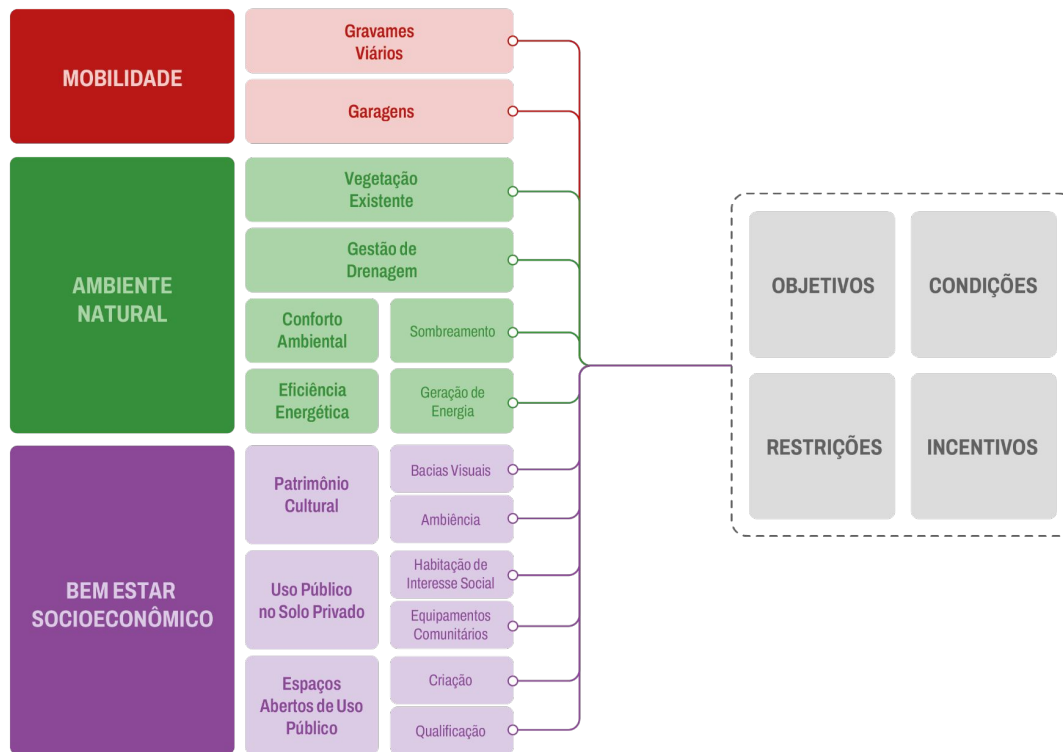 MOBILIDADE
Gravames
Viários
Garagens
AMBIENTE
NATURAL
Vegetação
Existente
Gestão de
Drenagem
Conforto
Ambiental
Sombreamento
Eficiência
Energética
Geração de
Energia
BEM ESTAR
SOCIOECONÔMICO
Patrimônio
Cultural
Bacias Visuais
Ambiência
Uso Público
no Solo Privado
Habitação de
Interesse Social
Equipamentos
Comunitários
Espaços
Abertos de Uso
Público
Criação
Qualificação
OBJETIVOS
CONDIÇÕES
RESTRIÇÕES
INCENTIVOS